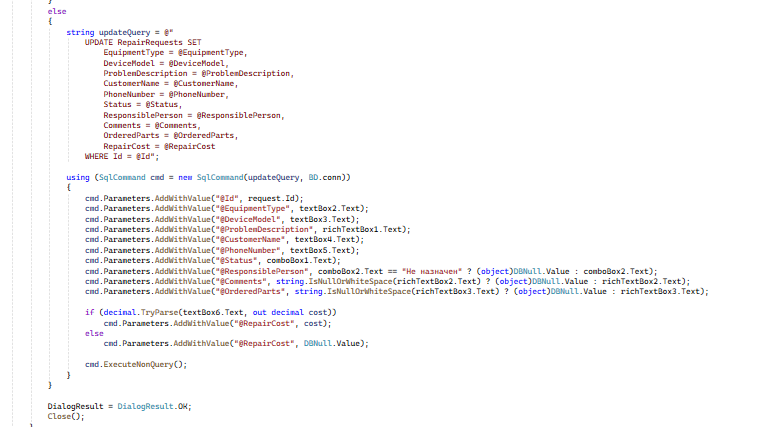 }
else
{
string updateQuery = @"
UPDATE RepairRequests SET
EquipmentType = @EquipmentType,
DeviceModel = @DeviceModel,
ProblemDescription = @ProblemDescription,
CustomerName = @CustomerName,
PhoneNumber = @PhoneNumber,
Status = @Status,
ResponsiblePerson = @ResponsiblePerson,
Comments = @Comments,
OrderedParts = @OrderedParts,
RepairCost = @RepairCost
WHERE Id = @Id";
using (SqlCommand cmd = new SqlCommand(updateQuery, BD.conn))
{
cmd.Parameters.AddWithValue("@Id", request.Id);
cmd.Parameters.AddWithValue("@EquipmentType", textBox2.Text);
cmd.Parameters.AddWithValue("@DeviceModel", textBox3.Text);
cmd.Parameters.AddWithValue("@ProblemDescription", richTextBox1.Text);
cmd.Parameters.AddWithValue("@CustomerName", textBox4.Text);
cmd.Parameters.AddWithValue("@PhoneNumber", textBox5.Text);
cmd.Parameters.AddWithValue("@Status", comboBox1.Text);
cmd.Parameters.AddWithValue("@ResponsiblePerson", comboBox2.Text == "Не назначен" ? (object)DBNull.Value : comboBox2.Text);
cmd.Parameters.AddWithValue("@Comments", string.IsNullOrWhiteSpace(richTextBox2.Text) ? (object)DBNull.Value : richTextBox2.Text);
cmd.Parameters.AddWithValue("@OrderedParts", string.IsNullOrWhiteSpace(richTextBox3.Text) ? (object)DBNull.Value : richTextBox3.Text);
if (decimal.TryParse(textBox6.Text, out decimal cost))
cmd.Parameters.AddWithValue("@RepairCost", cost);
else
cmd.Parameters.AddWithValue("@RepairCost", DBNull.Value);
cmd.ExecuteNonQuery();
}
}
DialogResult = DialogResult.OK;
Close();
}